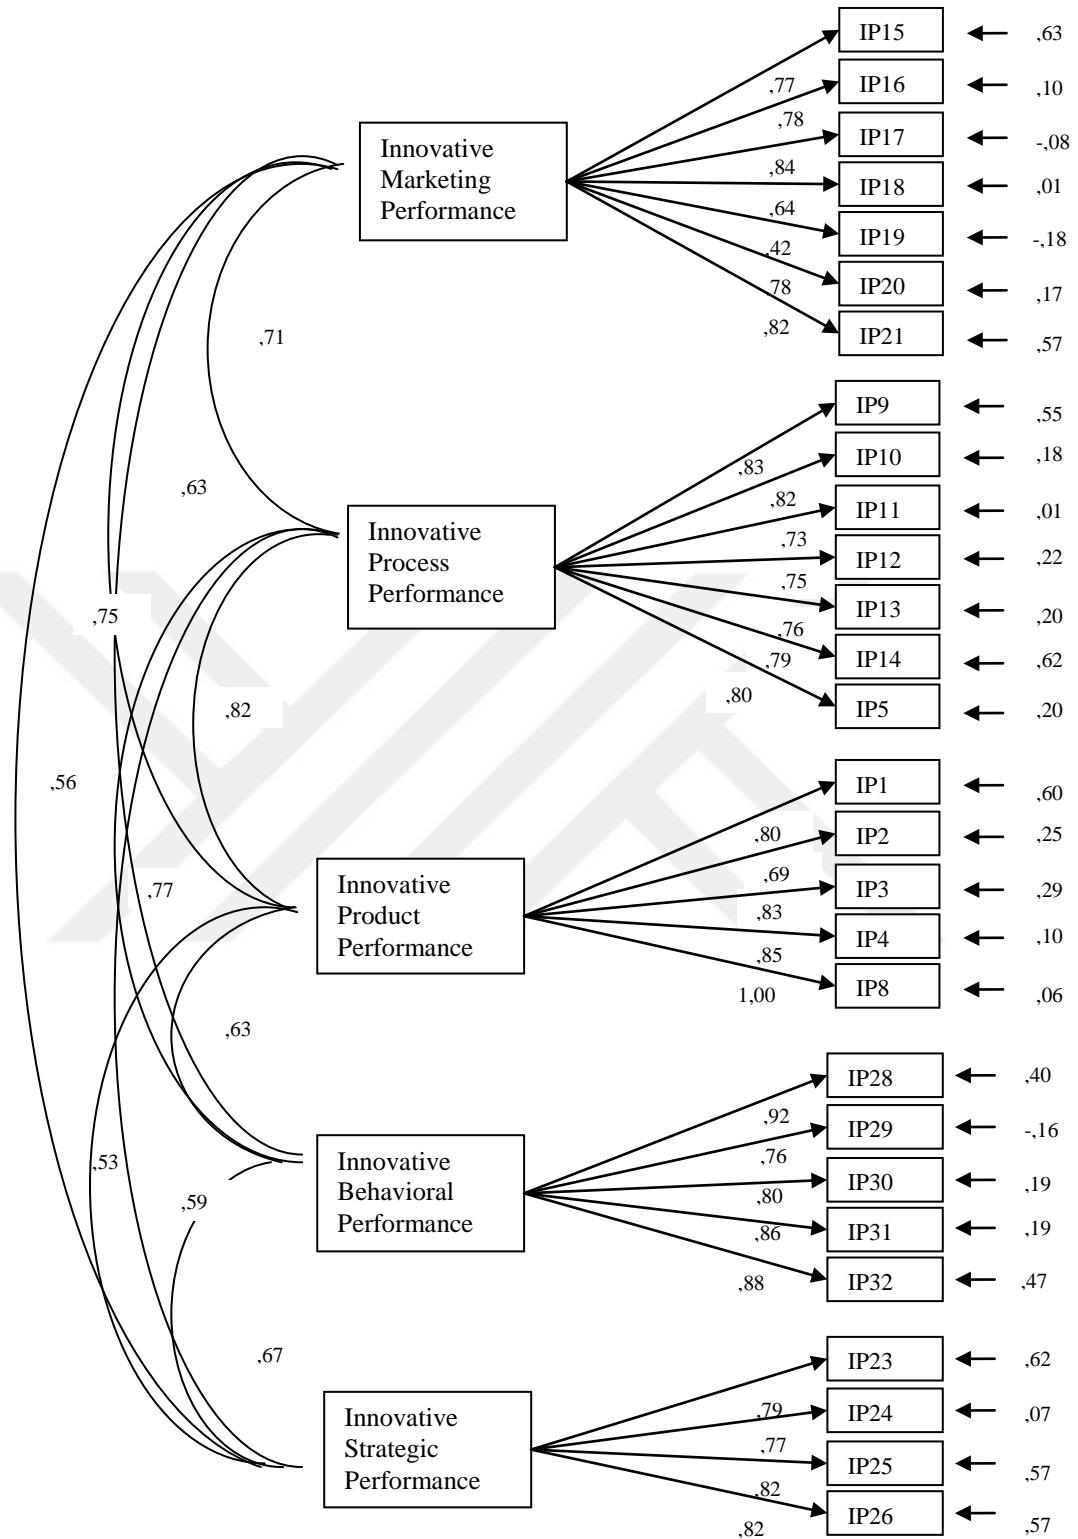 IP15 ,63
,77 IP16 ,10
,78 IP17 -,08
Innovative
Marketing
Performance
,84 IP18 ,01
,64 IP19 -,18
,42 IP20 ,17
,78
,82 IP21 ,57
,71
IP9 ,55
,83 IP10 ,18
,63
,82 IP11 ,01
Innovative
Process
Performance
,73 IP12 ,22
,75 IP13 ,20
,75
,76 IP14 ,62
,79
,80 IP5 ,20
,82
,56
IP1 ,60
,80 IP2 ,25
,77
,69 IP3 ,29
Innovative
Product
Performance
,83 IP4 ,10
,85 IP8 ,06
1,00
,63
IP28 ,40
,92 IP29 -,16
,53
,76 IP30 ,19
Innovative
Behavioral
Performance
,59
,80 IP31 ,19
,86
,88 IP32 ,47
,67
IP23 ,62
,79 IP24 ,07
Innovative
Strategic
Performance
,77 IP25 ,57
,82 IP26 ,57
,82